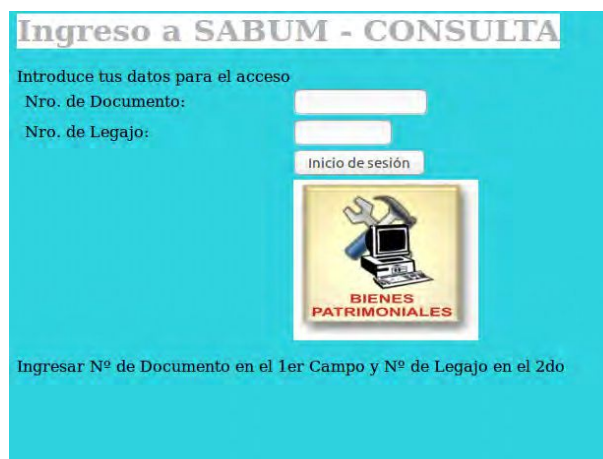 Ingreso a SABUM - CONSULTA
Introduce tus datos para el acceso
Nro. de Documento:
Nro. de Legajo:
Inicio de sesión
BIENES
PATRIMONIALES
Ingresar Nº de Documento en el 1er Campo y Nº de Legajo en el 2do